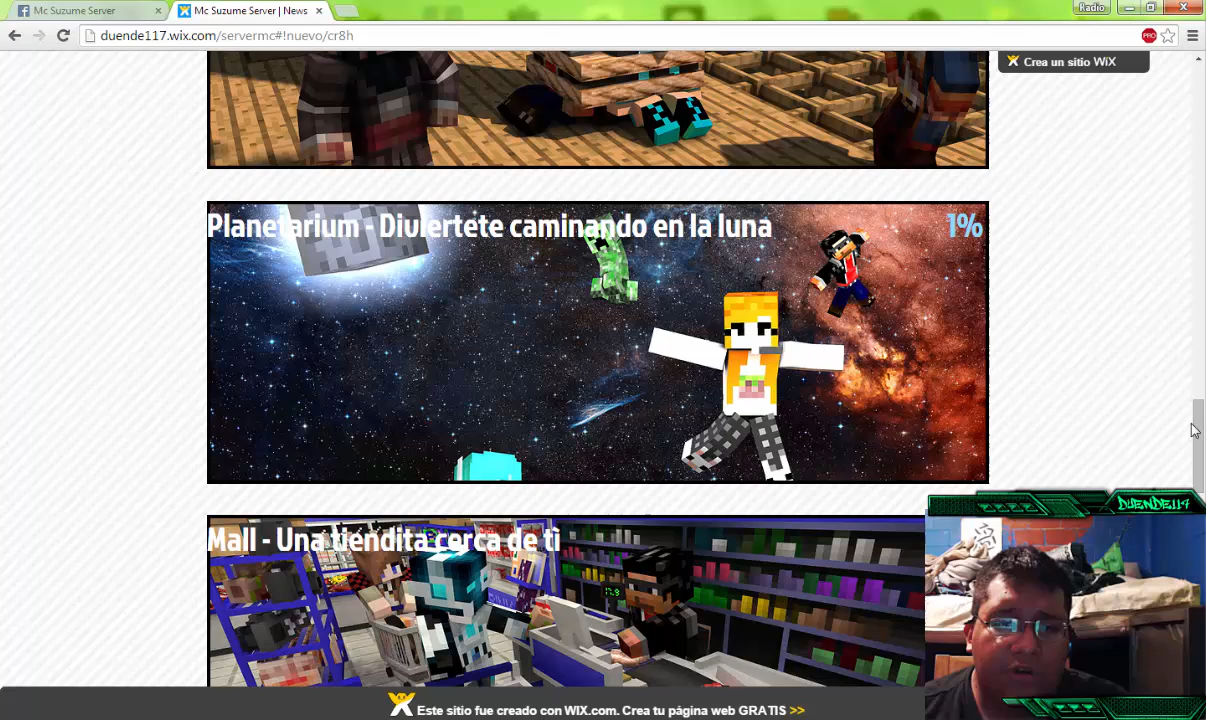 Mc Suzume Server
Mc Suzume Server | News
Radio
duende117.wix.com/servermc#!nuevo/cr8h
PRO
Crea un sitio WiX
Planetarium - Diviertete caminando en la luna
1%
Mall - Una tiendita cerca de ti
DUENDE117
Este sitio fue creado con WIX.com. Crea tu página web GRATIS >>